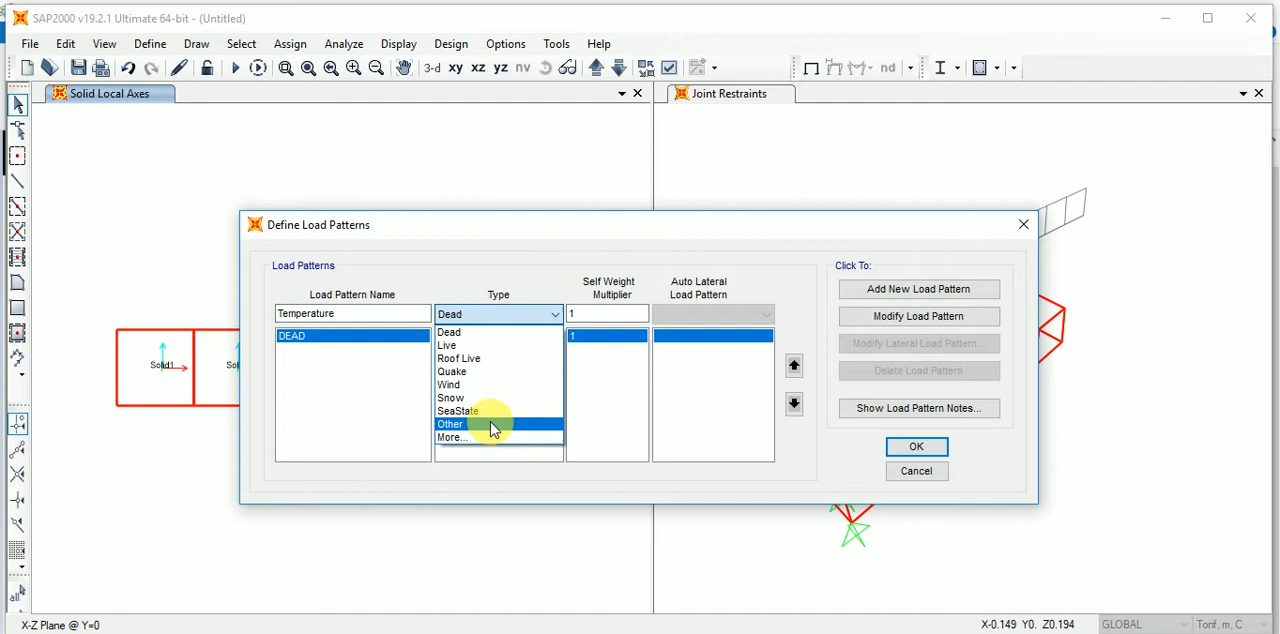 SAP2000 v19.2.1 Ultimate 64-bit - (Untitled)
File Edit View Define Draw Select Assign Analyze Display Design Options Tools Help
3-d xy xz yz nv nd
Solid Local Axes
Joint Restraints
Define Load Patterns
Load Patterns
Click To:
Load Pattern Name
Type
Self Weight
Multiplier
Auto Lateral
Load Pattern
Temperature
Dead
1
DEAD
1
Dead
Live
Roof Live
Quake
Wind
Snow
SeaState
Other
More...
Add New Load Pattern
Modify Load Pattern
Modify Lateral Load Pattern...
Delete Load Pattern
Show Load Pattern Notes...
OK
Cancel
Solid1
all
X-Z Plane @ Y=0
X-0.149 Y0. Z0.194
GLOBAL
Tonf, m, C